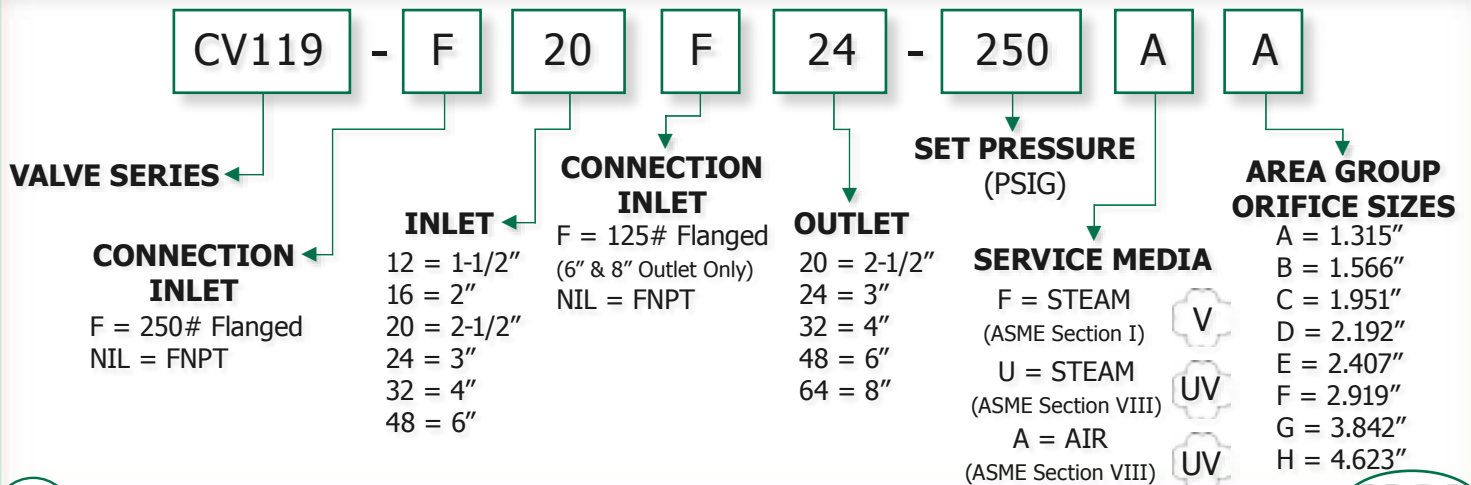 CV119 - F 20 F 24 - 250 A A
VALVE SERIES
CONNECTION
INLET
F = 250# Flanged
NIL = FNPT
INLET
12 = 1-1/2”
16 = 2”
20 = 2-1/2”
24 = 3”
32 = 4”
48 = 6”
CONNECTION
INLET
F = 125# Flanged
(6” & 8” Outlet Only)
NIL = FNPT
OUTLET
20 = 2-1/2”
24 = 3”
32 = 4”
48 = 6”
64 = 8”
SET PRESSURE
(PSIG)
SERVICE MEDIA
F = STEAM
(ASME Section I)
V
U = STEAM
(ASME Section VIII)
UV
A = AIR
(ASME Section VIII)
UV
AREA GROUP
ORIFICE SIZES
A = 1.315”
B = 1.566”
C = 1.951”
D = 2.192”
E = 2.407”
F = 2.919”
G = 3.842”
H = 4.623”